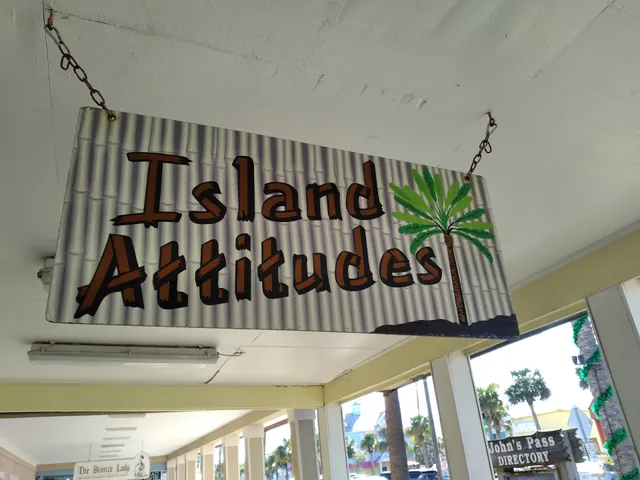 Island
Attitudes
The Bronze Lady
John's Pass
DIRECTORY